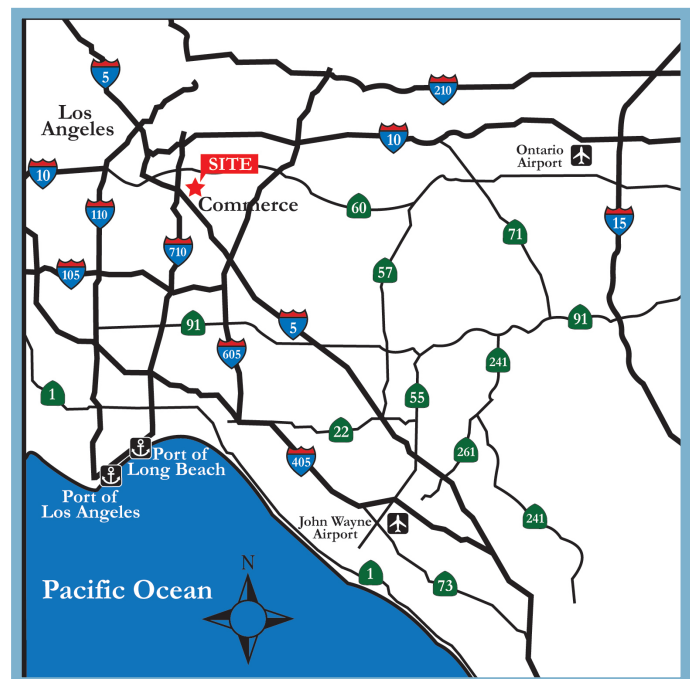 5
210
Los
Angeles
10
Ontario
Airport
SITE
10
Commerce
110
60
15
71
710
57
105
91
5
91
605
241
1
55
22
261
Port of
Long Beach
405
Port of
Los Angeles
241
John Wayne
Airport
N
1
73
Pacific Ocean